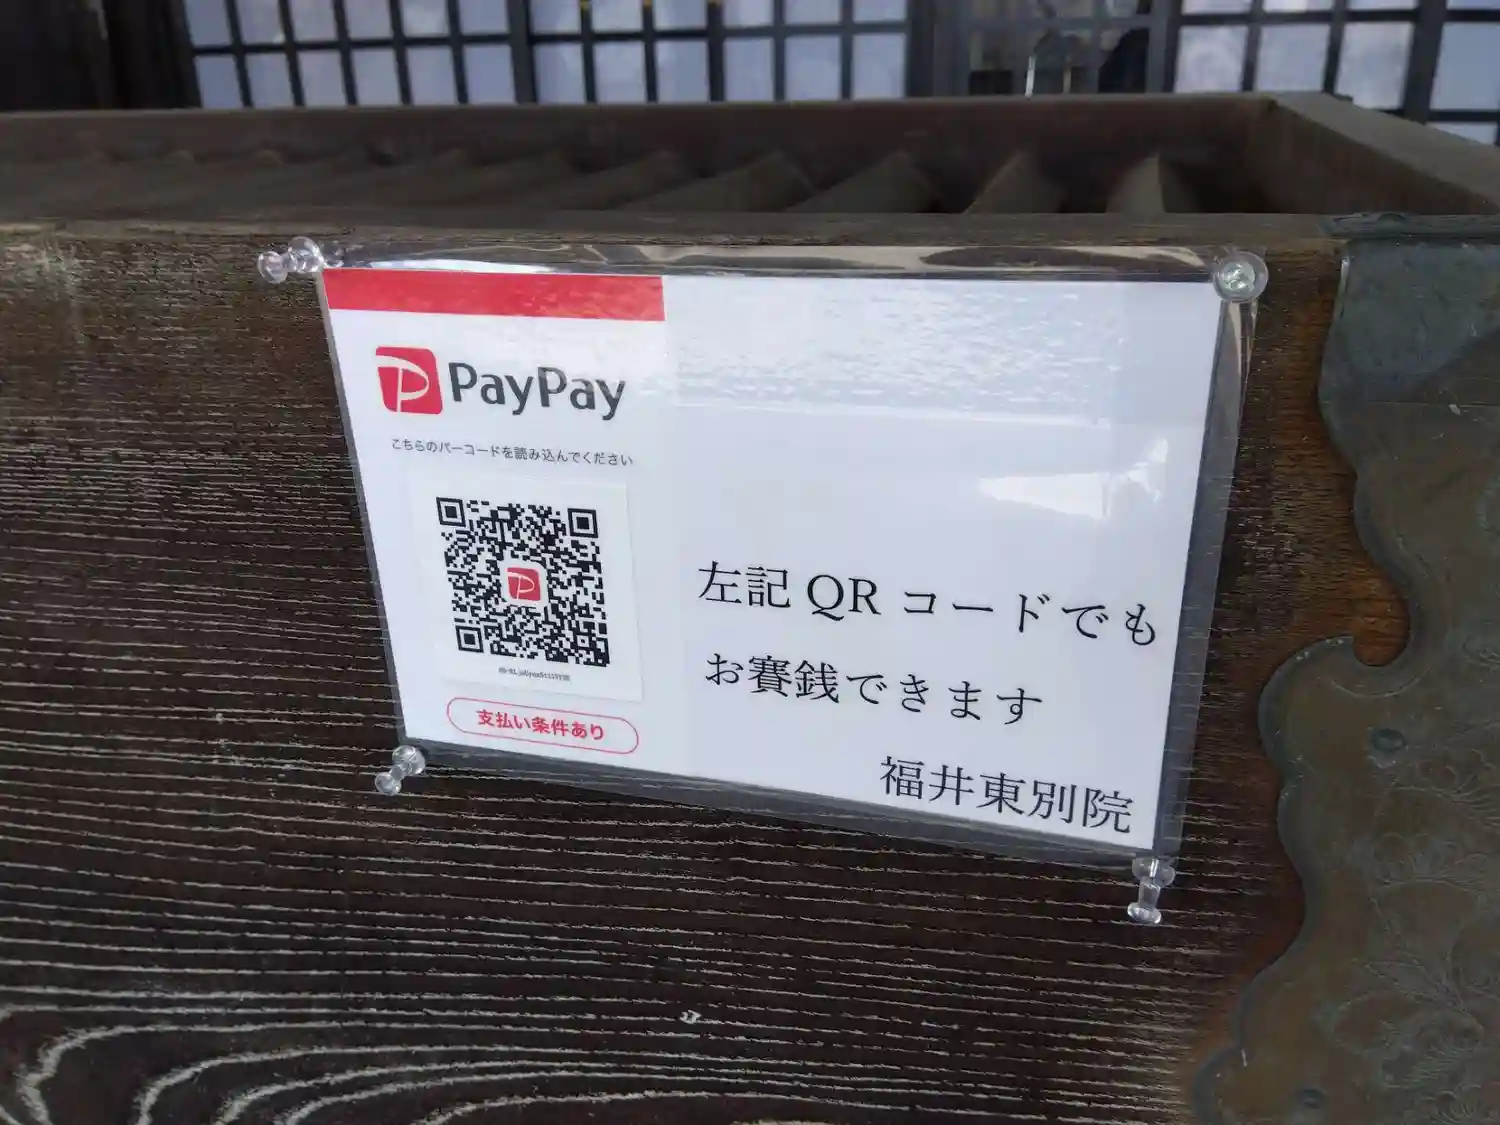 PayPay
こちらのバーコードを読み込んでください
支払い条件あり
左記 QR コードでも
お賽銭できます
福井東別院